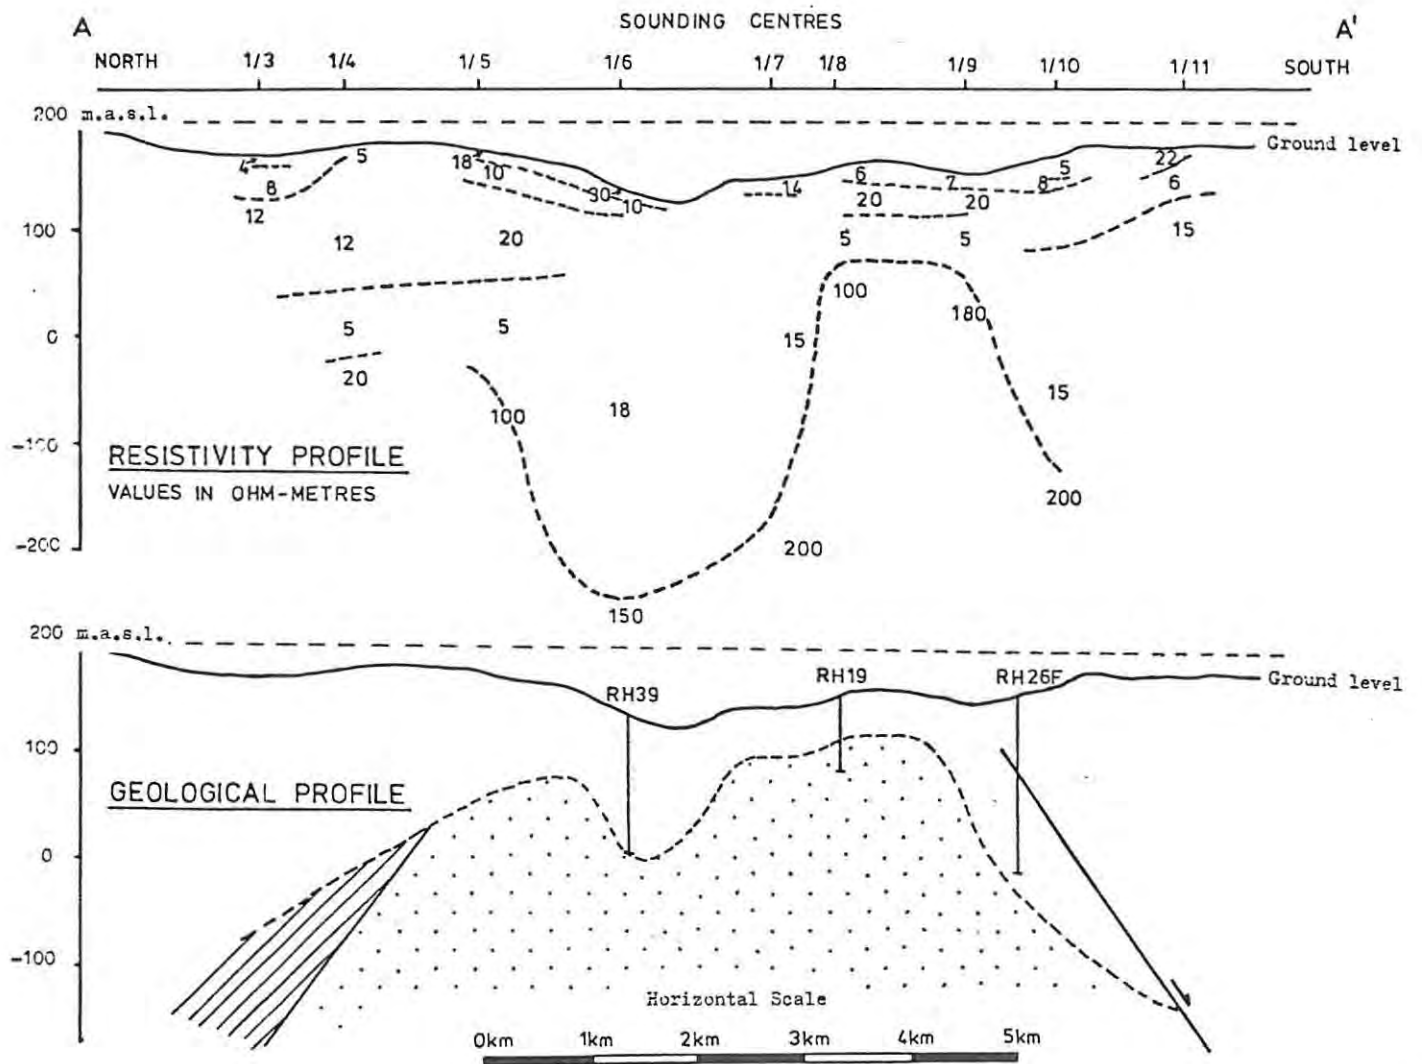 A SOUNDING CENTRES A'
NORTH 1/3 1/4 1/5 1/6 1/7 1/8 1/9 1/10 1/11 SOUTH
200 m.a.s.l.
Ground level
4 5 18 10 6 7 5 22
8 30 10 14 8 6
12 20 20
100 12 20 5 5 15
100
180
0 5 5 15
20
100 18 15
-100
RESISTIVITY PROFILE
VALUES IN OHM-METRES
200
-200 200
150
200 m.a.s.l.
RH39 RH19 RH26F Ground level
100
GEOLOGICAL PROFILE
0
-100
Horizontal Scale
0km 1km 2km 3km 4km 5km